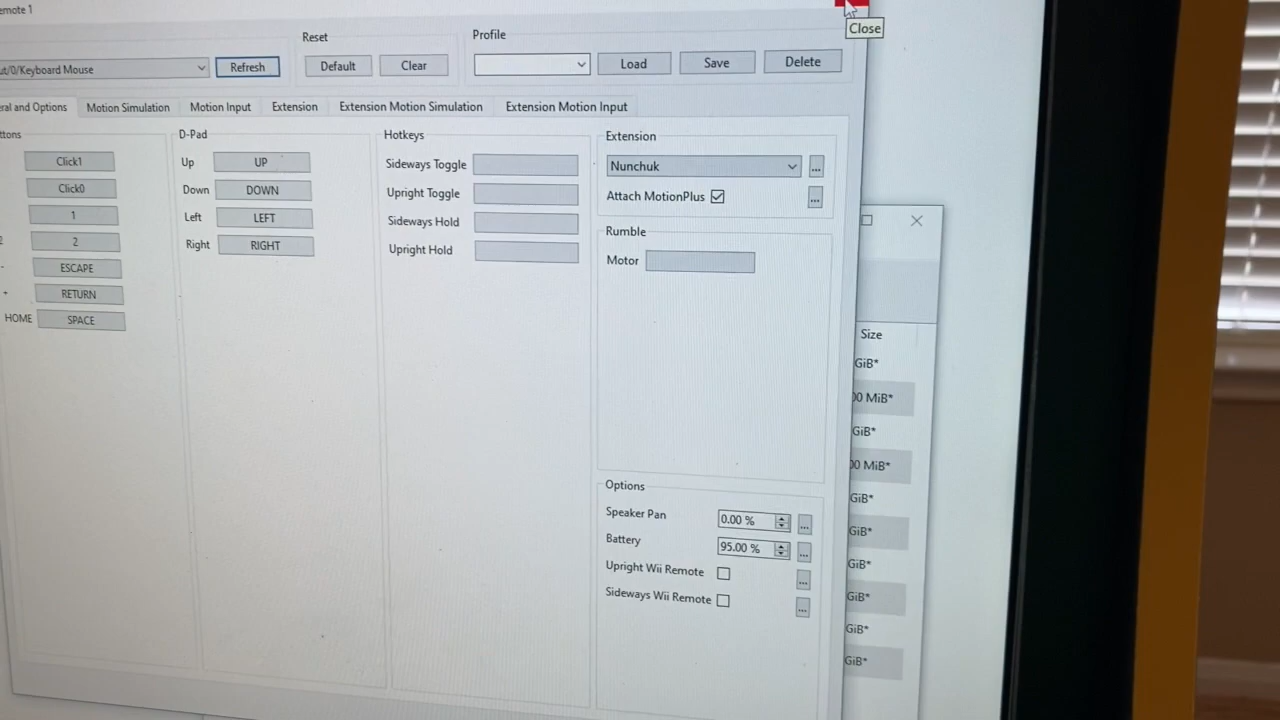 emote 1
Close
Reset
Profile
ut/0/Keyboard Mouse
Refresh
Default
Clear
Load
Save
Delete
eral and Options
Motion Simulation
Motion Input
Extension
Extension Motion Simulation
Extension Motion Input
ttons
Click1
Click0
1
2
- ESCAPE
+ RETURN
HOME SPACE
D-Pad
Up UP
Down DOWN
Left LEFT
Right RIGHT
Hotkeys
Sideways Toggle
Upright Toggle
Sideways Hold
Upright Hold
Extension
Nunchuk
...
Attach MotionPlus
...
Rumble
Motor
Options
Speaker Pan 0.00 % ...
Battery 95.00 % ...
Upright Wii Remote ...
Sideways Wii Remote ...
Size
GiB*
00 MiB*
GiB*
00 MiB*
GiB*
GiB*
GiB*
GiB*
GiB*
GiB*